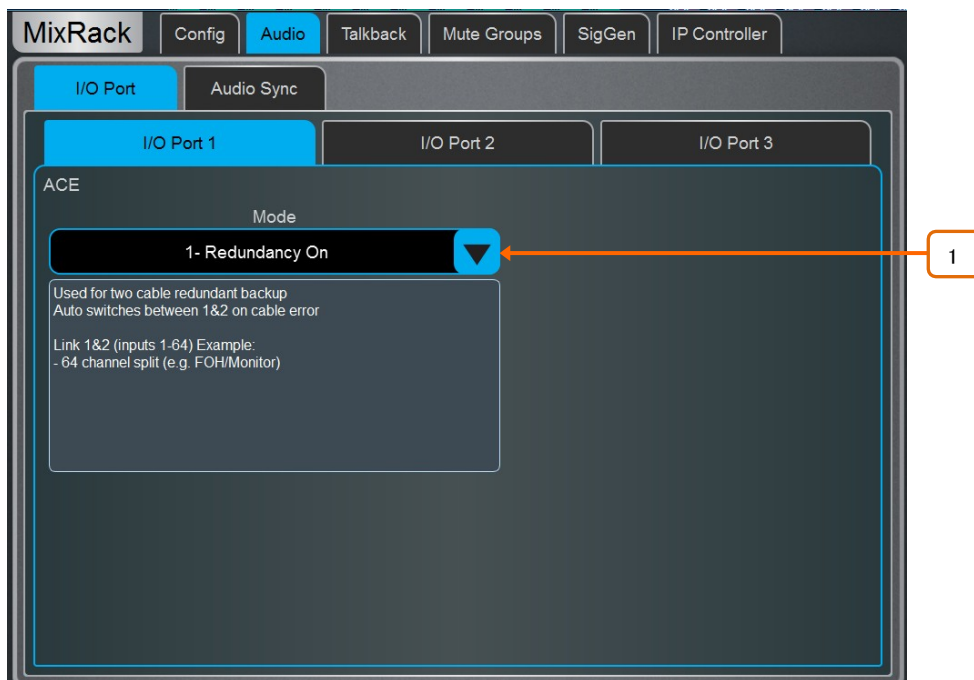 MixRack Config Audio Talkback Mute Groups SigGen IP Controller
I/O Port Audio Sync
I/O Port 1 I/O Port 2 I/O Port 3
ACE
Mode
1- Redundancy On
1
Used for two cable redundant backup
Auto switches between 1&2 on cable error
Link 1&2 (inputs 1-64) Example:
- 64 channel split (e.g. FOH/Monitor)